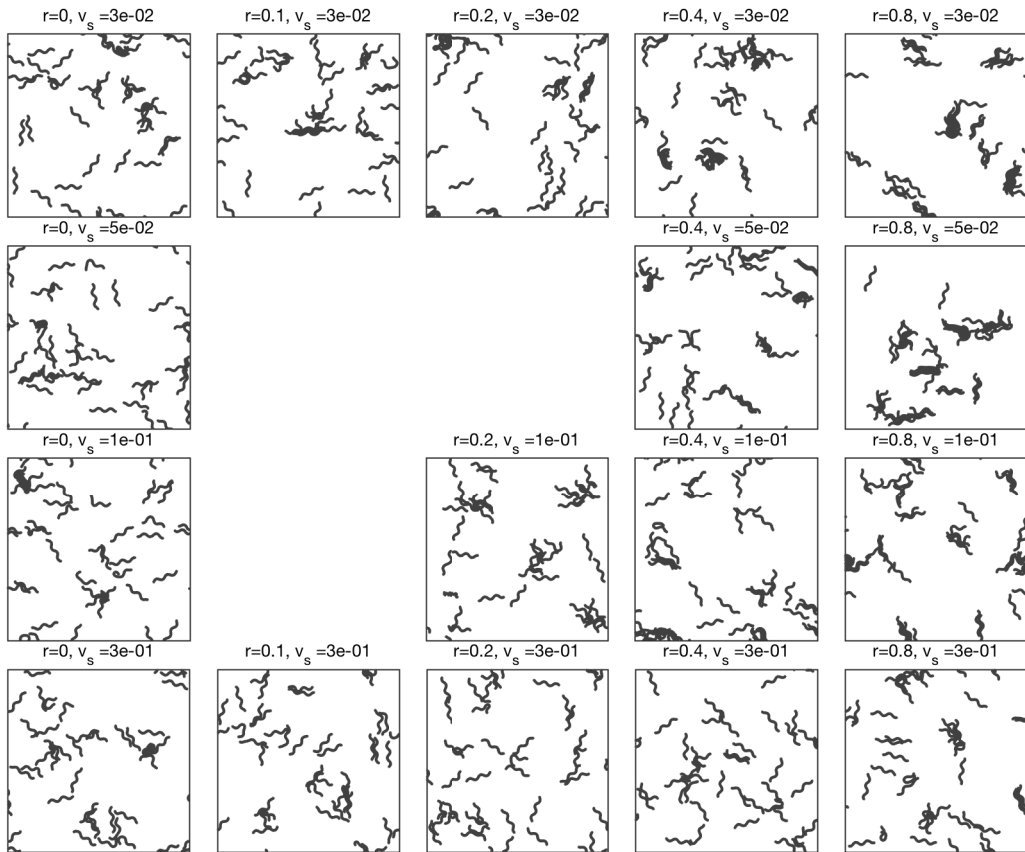 r=0, v_s =3e-02 r=0.1, v_s =3e-02 r=0.2, v_s =3e-02 r=0.4, v_s =3e-02 r=0.8, v_s =3e-02
r=0, v_s =5e-02 r=0.4, v_s =5e-02 r=0.8, v_s =5e-02
r=0, v_s =1e-01 r=0.2, v_s =1e-01 r=0.4, v_s =1e-01 r=0.8, v_s =1e-01
r=0, v_s =3e-01 r=0.1, v_s =3e-01 r=0.2, v_s =3e-01 r=0.4, v_s =3e-01 r=0.8, v_s =3e-01